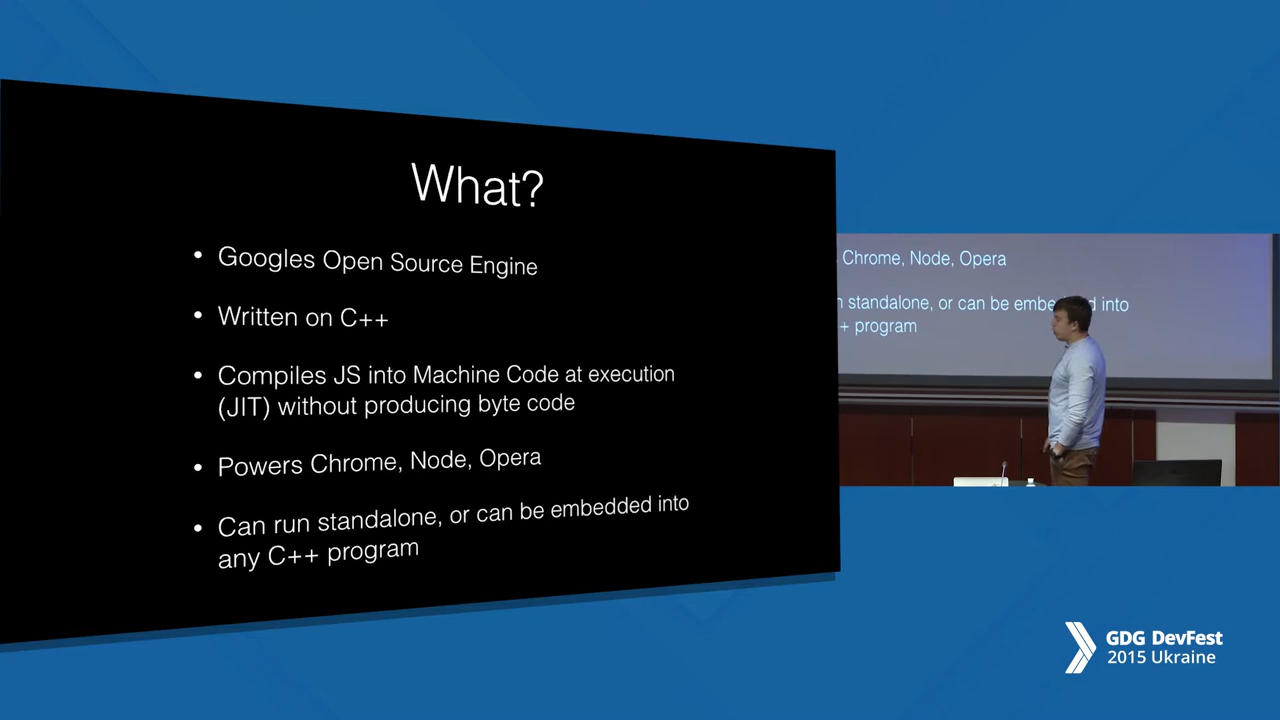 What?
• Googles Open Source Engine
• Written on C++
• Compiles JS into Machine Code at execution
(JIT) without producing byte code
• Powers Chrome, Node, Opera
• Can run standalone, or can be embedded into
any C++ program
Chrome, Node, Opera
standalone, or can be into
+ program
GDG DevFest
2015 Ukraine